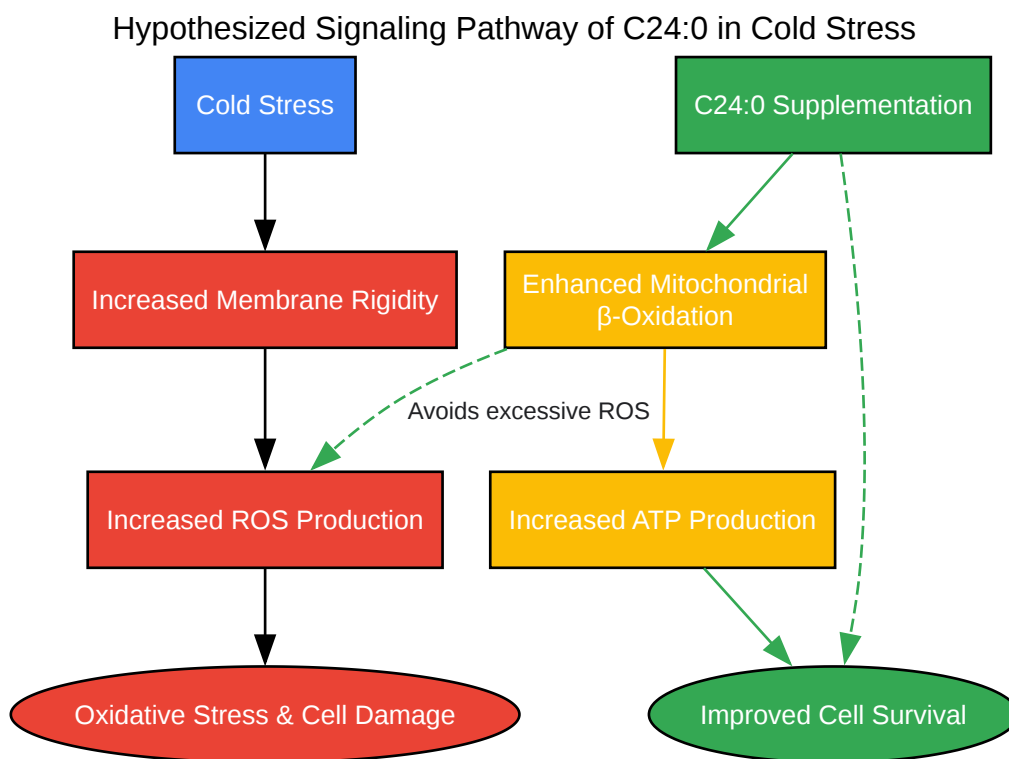 Hypothesized Signaling Pathway of C24:0 in Cold Stress
Cold Stress
C24:0 Supplementation
Increased Membrane Rigidity
Enhanced Mitochondrial
β-Oxidation
Avoids excessive ROS
Increased ROS Production
Increased ATP Production
Oxidative Stress & Cell Damage
Improved Cell Survival